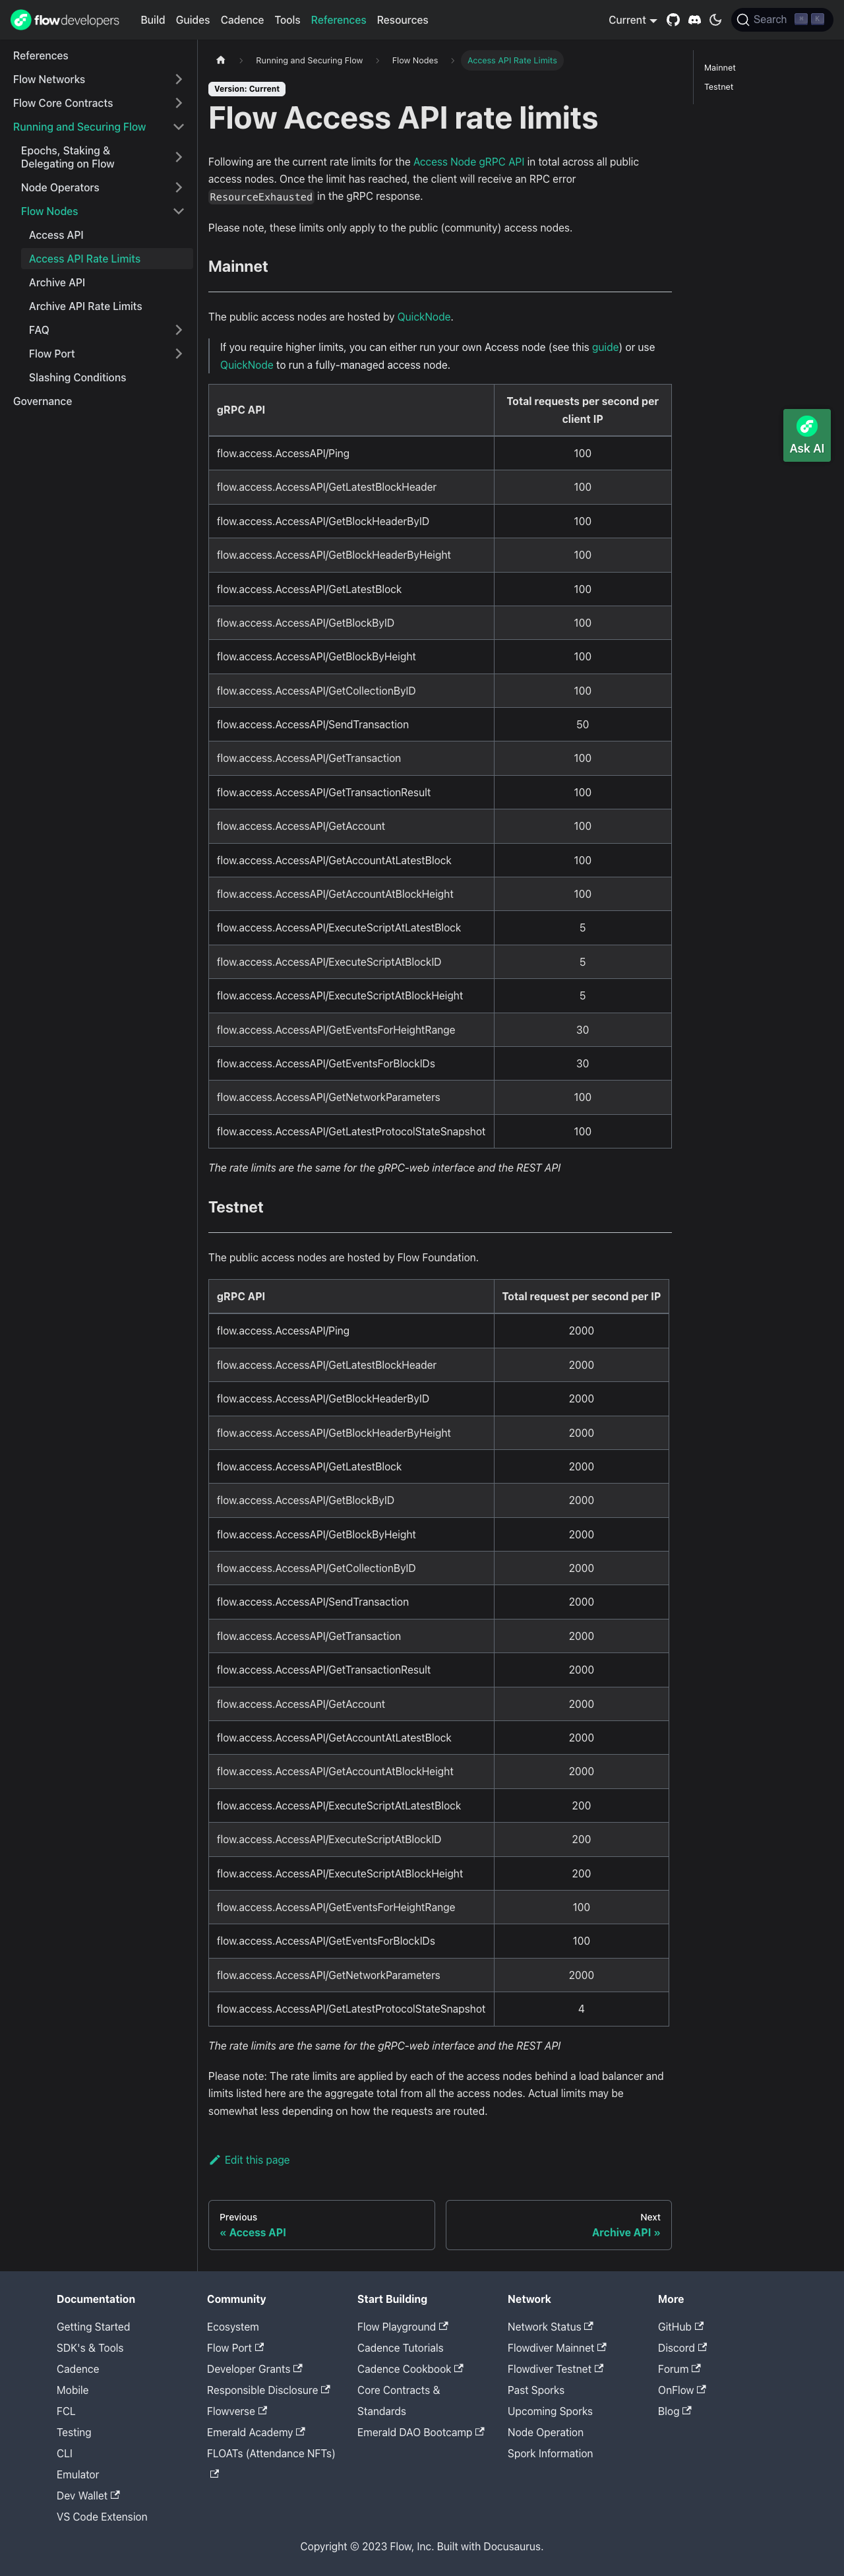 flow developers
Build Guides Cadence Tools References Resources
Current
Search
References
Flow Networks
Flow Core Contracts
Running and Securing Flow
Epochs, Staking &
Delegating on Flow
Node Operators
Flow Nodes
Access API
Access API Rate Limits
Archive API
Archive API Rate Limits
FAQ
Flow Port
Slashing Conditions
Governance
Running and Securing Flow Flow Nodes Access API Rate Limits
Version: Current
Flow Access API rate limits
Following are the current rate limits for the Access Node gRPC API in total across all public
access nodes. Once the limit has reached, the client will receive an RPC error
ResourceExhausted in the gRPC response.
Please note, these limits only apply to the public (community) access nodes.
Mainnet
The public access nodes are hosted by QuickNode.
If you require higher limits, you can either run your own Access node (see this guide) or use
QuickNode to run a fully-managed access node.
gRPC API Total requests per second per
client IP
flow.access.AccessAPI/Ping 100
flow.access.AccessAPI/GetLatestBlockHeader 100
flow.access.AccessAPI/GetBlockHeaderByID 100
flow.access.AccessAPI/GetBlockHeaderByHeight 100
flow.access.AccessAPI/GetLatestBlock 100
flow.access.AccessAPI/GetBlockByID 100
flow.access.AccessAPI/GetBlockByHeight 100
flow.access.AccessAPI/GetCollectionByID 100
flow.access.AccessAPI/SendTransaction 50
flow.access.AccessAPI/GetTransaction 100
flow.access.AccessAPI/GetTransactionResult 100
flow.access.AccessAPI/GetAccount 100
flow.access.AccessAPI/GetAccountAtLatestBlock 100
flow.access.AccessAPI/GetAccountAtBlockHeight 100
flow.access.AccessAPI/ExecuteScriptAtLatestBlock 5
flow.access.AccessAPI/ExecuteScriptAtBlockID 5
flow.access.AccessAPI/ExecuteScriptAtBlockHeight 5
flow.access.AccessAPI/GetEventsForHeightRange 30
flow.access.AccessAPI/GetEventsForBlockIDs 30
flow.access.AccessAPI/GetNetworkParameters 100
flow.access.AccessAPI/GetLatestProtocolStateSnapshot 100
The rate limits are the same for the gRPC-web interface and the REST API
Testnet
The public access nodes are hosted by Flow Foundation.
gRPC API Total request per second per IP
flow.access.AccessAPI/Ping 2000
flow.access.AccessAPI/GetLatestBlockHeader 2000
flow.access.AccessAPI/GetBlockHeaderByID 2000
flow.access.AccessAPI/GetBlockHeaderByHeight 2000
flow.access.AccessAPI/GetLatestBlock 2000
flow.access.AccessAPI/GetBlockByID 2000
flow.access.AccessAPI/GetBlockByHeight 2000
flow.access.AccessAPI/GetCollectionByID 2000
flow.access.AccessAPI/SendTransaction 2000
flow.access.AccessAPI/GetTransaction 2000
flow.access.AccessAPI/GetTransactionResult 2000
flow.access.AccessAPI/GetAccount 2000
flow.access.AccessAPI/GetAccountAtLatestBlock 2000
flow.access.AccessAPI/GetAccountAtBlockHeight 2000
flow.access.AccessAPI/ExecuteScriptAtLatestBlock 200
flow.access.AccessAPI/ExecuteScriptAtBlockID 200
flow.access.AccessAPI/ExecuteScriptAtBlockHeight 200
flow.access.AccessAPI/GetEventsForHeightRange 100
flow.access.AccessAPI/GetEventsForBlockIDs 100
flow.access.AccessAPI/GetNetworkParameters 2000
flow.access.AccessAPI/GetLatestProtocolStateSnapshot 4
The rate limits are the same for the gRPC-web interface and the REST API
Please note: The rate limits are applied by each of the access nodes behind a load balancer and
limits listed here are the aggregate total from all the access nodes. Actual limits may be
somewhat less depending on how the requests are routed.
Edit this page
Previous
« Access API
Next
Archive API »
Mainnet
Testnet
Ask AI
Documentation
Getting Started
SDK's & Tools
Cadence
Mobile
FCL
Testing
CLI
Emulator
Dev Wallet
VS Code Extension
Community
Ecosystem
Flow Port
Developer Grants
Responsible Disclosure
Flowverse
Emerald Academy
FLOATs (Attendance NFTs)
Start Building
Flow Playground
Cadence Tutorials
Cadence Cookbook
Core Contracts &
Standards
Emerald DAO Bootcamp
Network
Network Status
Flowdiver Mainnet
Flowdiver Testnet
Past Sporks
Upcoming Sporks
Node Operation
Spork Information
More
GitHub
Discord
Forum
OnFlow
Blog
Copyright © 2023 Flow, Inc. Built with Docusaurus.